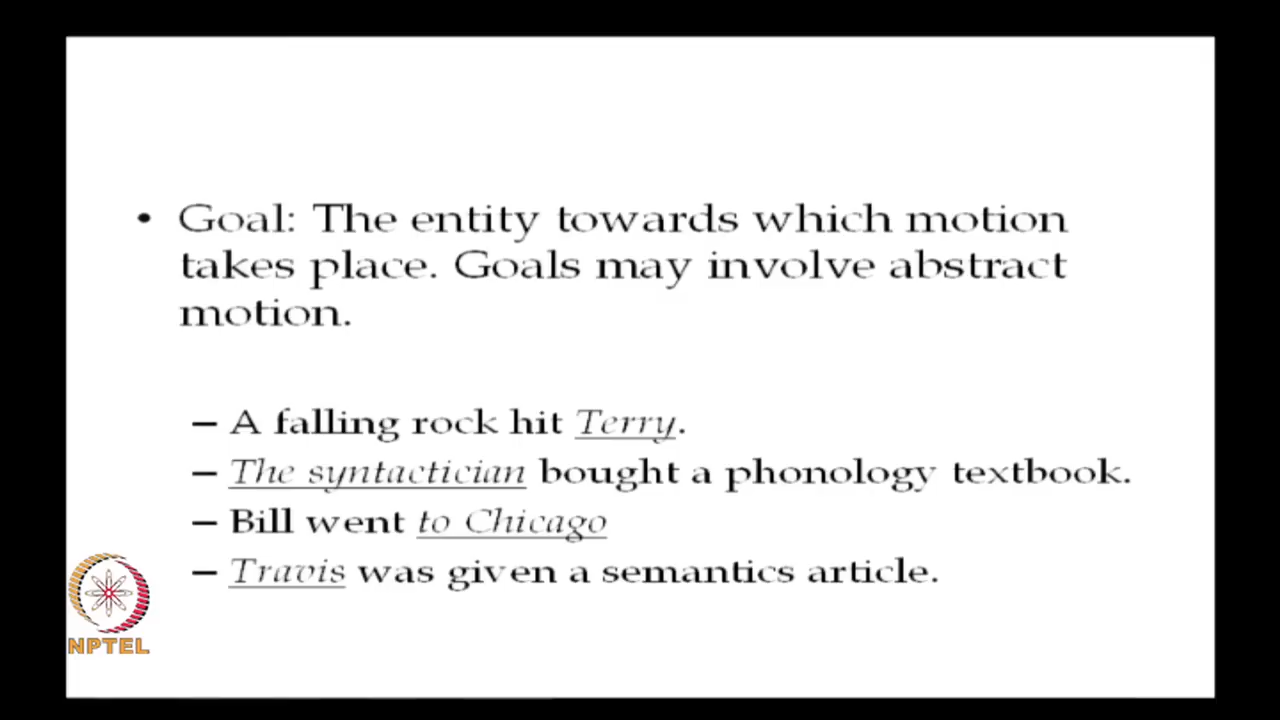 • Goal: The entity towards which motion
takes place. Goals may involve abstract
motion.
– A falling rock hit Terry.
– The syntactician bought a phonology textbook.
– Bill went to Chicago
– Travis was given a semantics article.
NPTEL